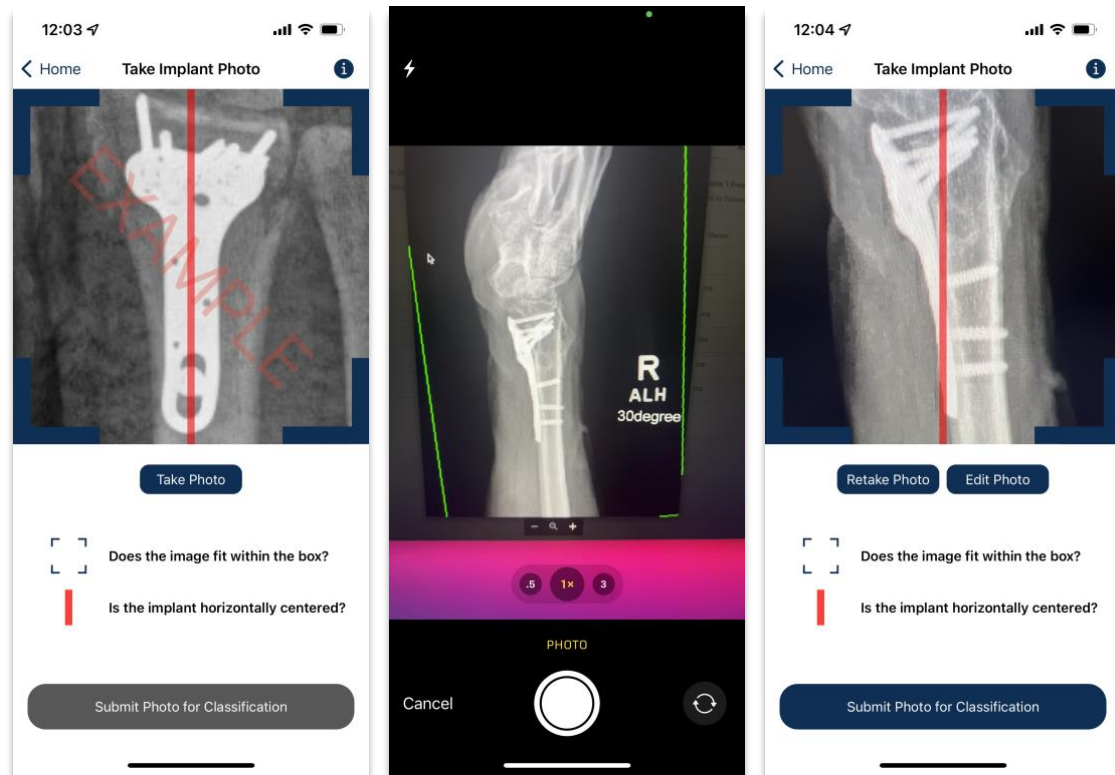 12:03
Home
Take Implant Photo
EXAMPLE
Take Photo
Does the image fit within the box?
Is the implant horizontally centered?
Submit Photo for Classification
R
ALH
30degree
.5
1×
3
PHOTO
Cancel
12:04
Home
Take Implant Photo
Retake Photo
Edit Photo
Does the image fit within the box?
Is the implant horizontally centered?
Submit Photo for Classification